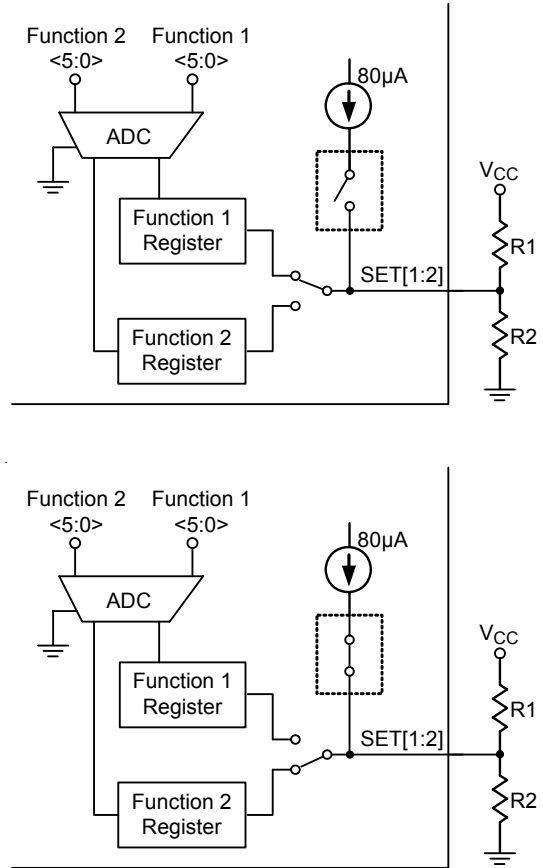 Function 2 Function 1
<5:0> <5:0>
80µA
ADC
VCC
Function 1
Register
R1
SET[1:2]
Function 2
Register
R2
Function 2 Function 1
<5:0> <5:0>
80µA
ADC
VCC
Function 1
Register
R1
SET[1:2]
Function 2
Register
R2